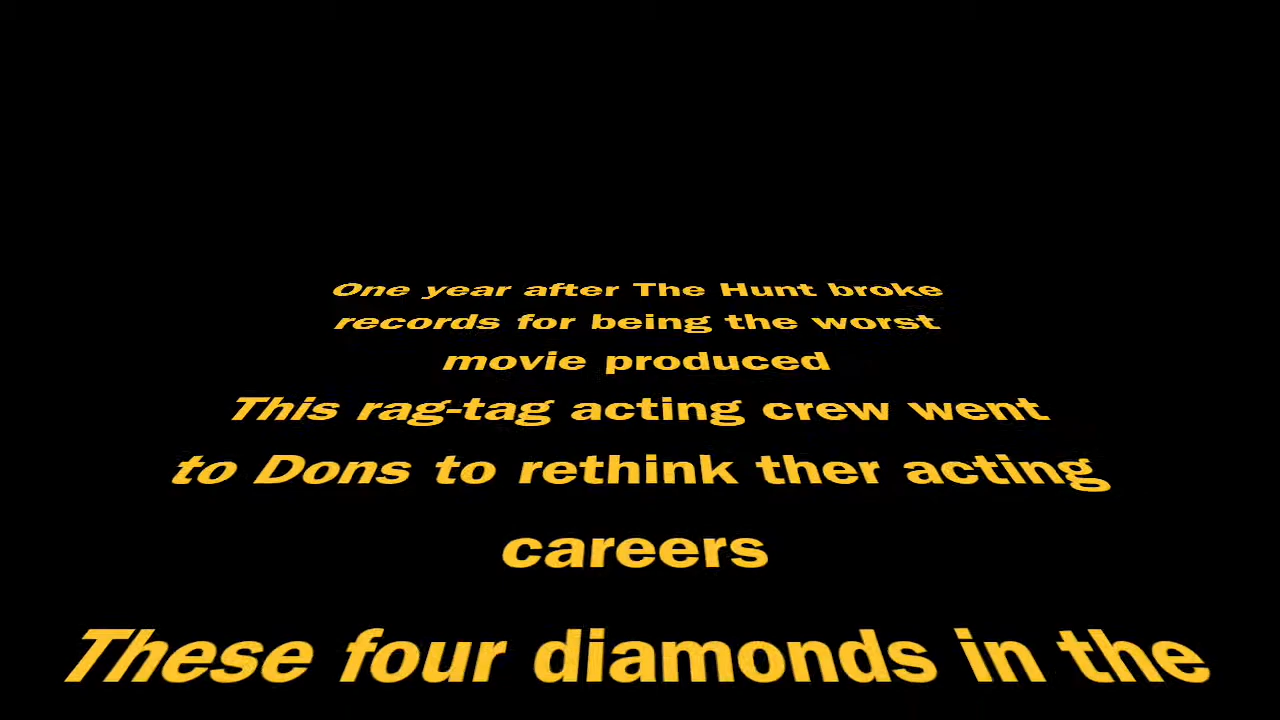 One year after The Hunt broke
records for being the worst
movie produced
This rag-tag acting crew went
to Dons to rethink ther acting
careers
These four diamonds in the